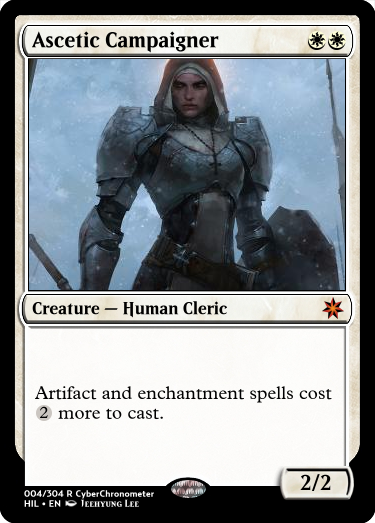 Ascetic Campaigner
Creature — Human Cleric
Artifact and enchantment spells cost
2 more to cast.
2/2
004/304 R CyberChronometer
HIL • EN Jeehyung Lee